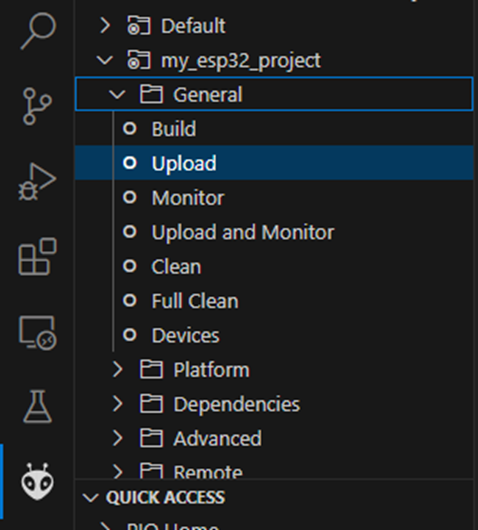 Default
my_esp32_project
General
Build
Upload
Monitor
Upload and Monitor
Clean
Full Clean
Devices
Platform
Dependencies
Advanced
Remote
QUICK ACCESS
PIO Home